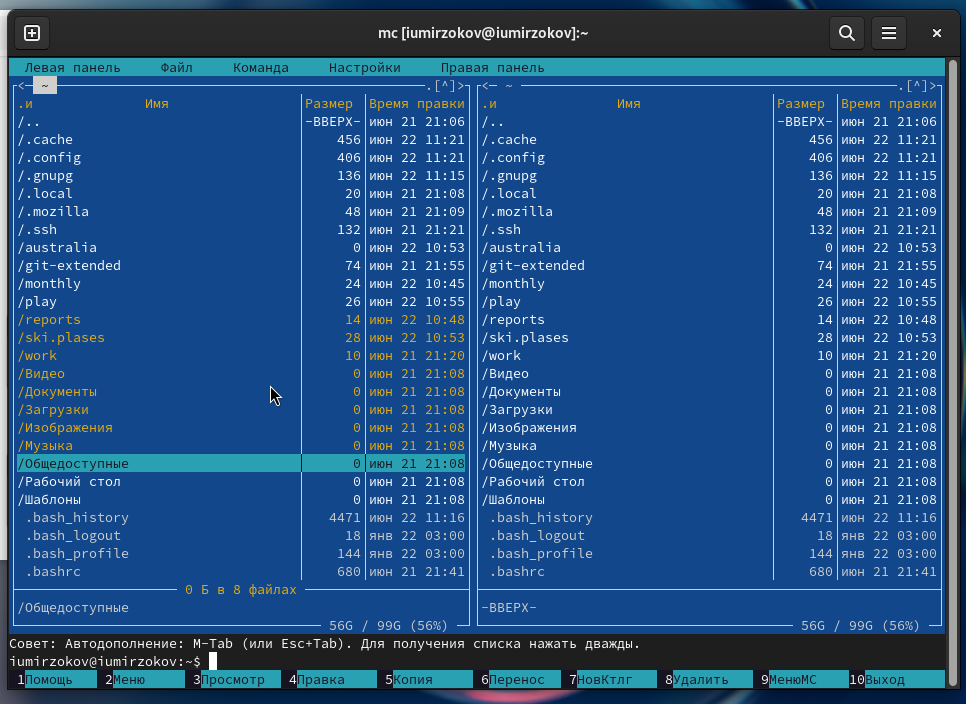 mc [iumirzokov@iumirzokov]:~
Левая панель Файл Команда Настройки Правая панель
<─ ~ .[^]> <─ ~ .[^]>
.и Имя Размер Время правки .и Имя Размер Время правки
/.. -ВВЕРХ- июн 21 21:06 /.. -ВВЕРХ- июн 21 21:06
/.cache 456 июн 22 11:21 /.cache 456 июн 22 11:21
/.config 406 июн 22 11:21 /.config 406 июн 22 11:21
/.gnupg 136 июн 22 11:15 /.gnupg 136 июн 22 11:15
/.local 20 июн 21 21:08 /.local 20 июн 21 21:08
/.mozilla 48 июн 21 21:09 /.mozilla 48 июн 21 21:09
/.ssh 132 июн 21 21:21 /.ssh 132 июн 21 21:21
/australia 0 июн 22 10:53 /australia 0 июн 22 10:53
/git-extended 74 июн 21 21:55 /git-extended 74 июн 21 21:55
/monthly 24 июн 22 10:45 /monthly 24 июн 22 10:45
/play 26 июн 22 10:55 /play 26 июн 22 10:55
/reports 14 июн 22 10:48 /reports 14 июн 22 10:48
/ski.plases 28 июн 22 10:53 /ski.plases 28 июн 22 10:53
/work 10 июн 21 21:20 /work 10 июн 21 21:20
/Видео 0 июн 21 21:08 /Видео 0 июн 21 21:08
/Документы 0 июн 21 21:08 /Документы 0 июн 21 21:08
/Загрузки 0 июн 21 21:08 /Загрузки 0 июн 21 21:08
/Изображения 0 июн 21 21:08 /Изображения 0 июн 21 21:08
/Музыка 0 июн 21 21:08 /Музыка 0 июн 21 21:08
/Общедоступные 0 июн 21 21:08 /Общедоступные 0 июн 21 21:08
/Рабочий стол 0 июн 21 21:08 /Рабочий стол 0 июн 21 21:08
/Шаблоны 0 июн 21 21:08 /Шаблоны 0 июн 21 21:08
.bash_history 4471 июн 22 11:16 .bash_history 4471 июн 22 11:16
.bash_logout 18 янв 22 03:00 .bash_logout 18 янв 22 03:00
.bash_profile 144 янв 22 03:00 .bash_profile 144 янв 22 03:00
.bashrc 680 июн 21 21:41 .bashrc 680 июн 21 21:41
0 Б в 8 файлах
/Общедоступные -ВВЕРХ-
56G / 99G (56%) 56G / 99G (56%)
Совет: Автодополнение: M-Tab (или Esc+Tab). Для получения списка нажать дважды.
iumirzokov@iumirzokov:~$
1Помощь 2Меню 3Просмотр 4Правка 5Копия 6Перенос 7НовКтлг 8Удалить 9МенюMC 10Выход